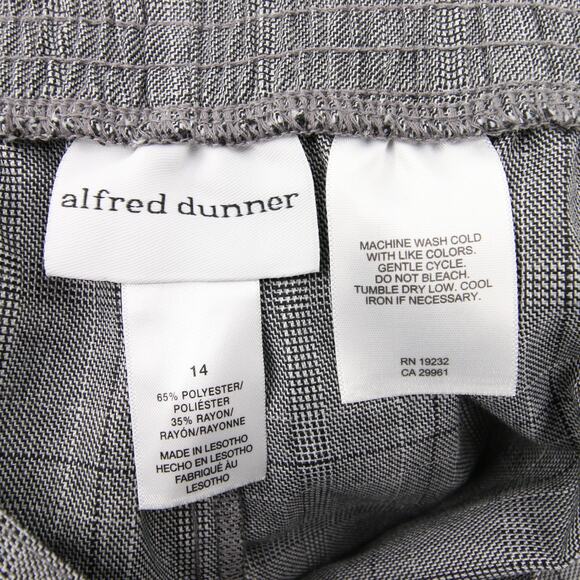 alfred dunner
14
65% POLYESTER/
POLIÉSTER
35% RAYON/
RAYÓN/RAYONNE
MADE IN LESOTHO
HECHO EN LESOTHO
FABRIQUÉ AU
LESOTHO
MACHINE WASH COLD
WITH LIKE COLORS.
GENTLE CYCLE.
DO NOT BLEACH.
TUMBLE DRY LOW. COOL
IRON IF NECESSARY.
RN 19232
CA 29961